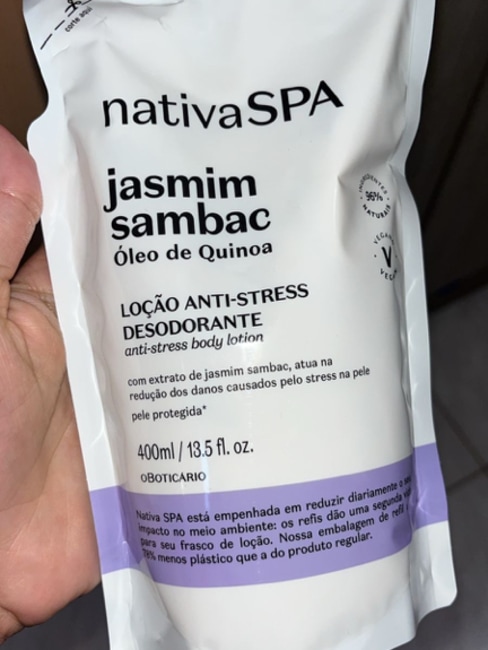 corte aqui
nativaSPA
jasmim
sambac
Óleo de Quinoa
INGREDIENTES
96%
NATURAIS
VEGANO
V
LOÇÃO ANTI-STRESS
DESODORANTE
anti-stress body lotion
com extrato de jasmim sambac, atua na
redução dos danos causados pelo stress na pele
pele protegida*
400ml / 13.5 fl. oz.
oBOTICÁRIO
Nativa SPA está empenhada em reduzir diariamente o
impacto no meio ambiente: os refis dão uma segunda
para seu frasco de loção. Nossa embalagem de refil
78% menos plástico que a do produto regular.